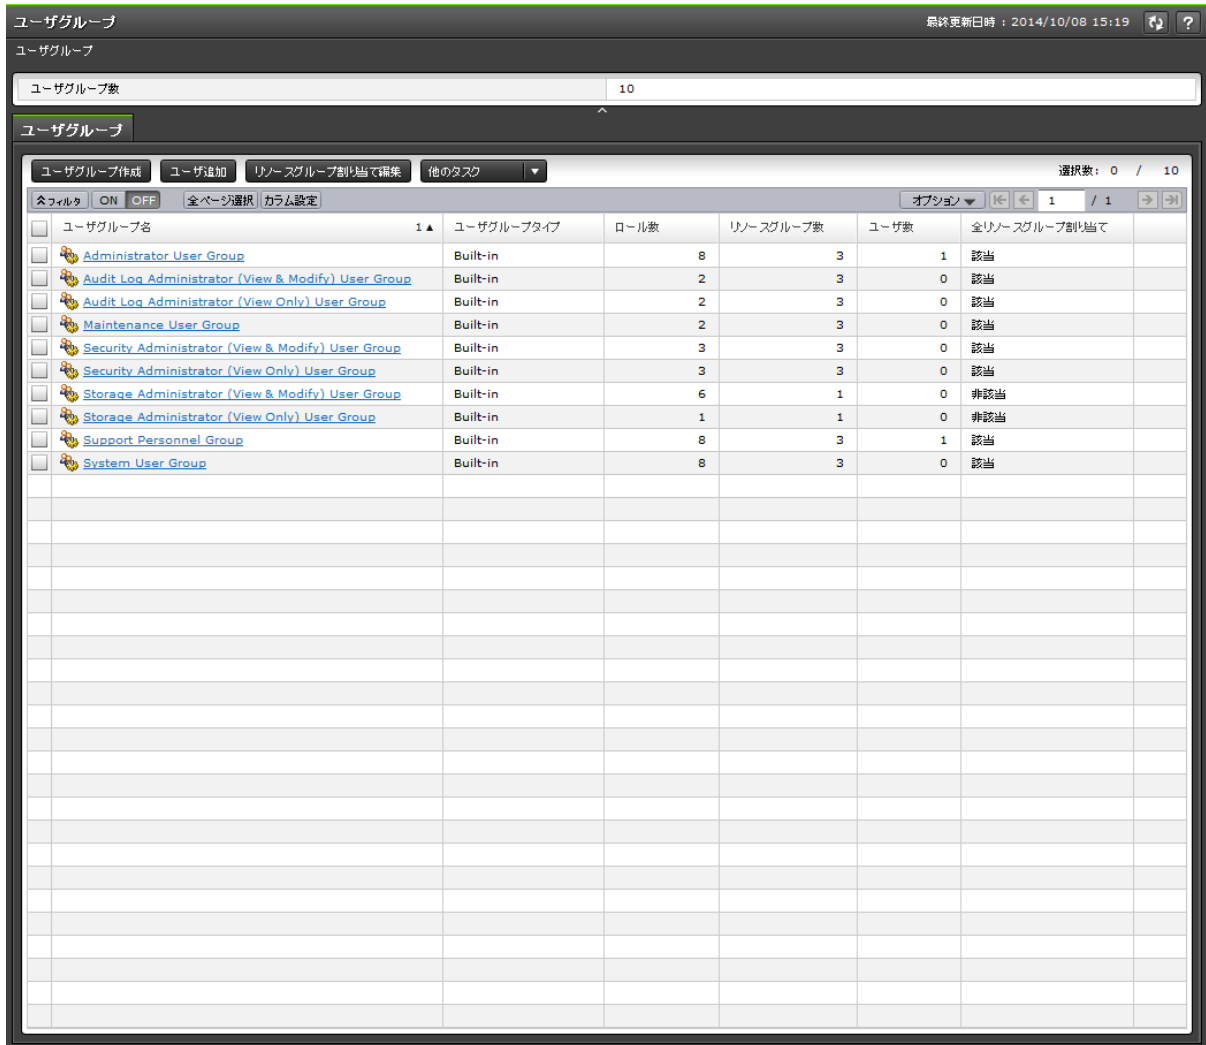 ユーザグループ 最終更新日時 : 2014/10/08 15:19 ?
ユーザグループ
ユーザグループ数 10
ユーザグループ
ユーザグループ作成 ユーザ追加 リソースグループ割り当て編集 他のタスク 選択数: 0 / 10
フィルタ ON OFF 全ページ選択 カラム設定 オプション 1 / 1
ユーザグループ名 1 ユーザグループタイプ ロール数 リソースグループ数 ユーザ数 全リソースグループ割り当て
Administrator User Group Built-in 8 3 1 該当
Audit Log Administrator (View & Modify) User Group Built-in 2 3 0 該当
Audit Log Administrator (View Only) User Group Built-in 2 3 0 該当
Maintenance User Group Built-in 2 3 0 該当
Security Administrator (View & Modify) User Group Built-in 3 3 0 該当
Security Administrator (View Only) User Group Built-in 3 3 0 該当
Storage Administrator (View & Modify) User Group Built-in 6 1 0 非該当
Storage Administrator (View Only) User Group Built-in 1 1 0 非該当
Support Personnel Group Built-in 8 3 1 該当
System User Group Built-in 8 3 0 該当